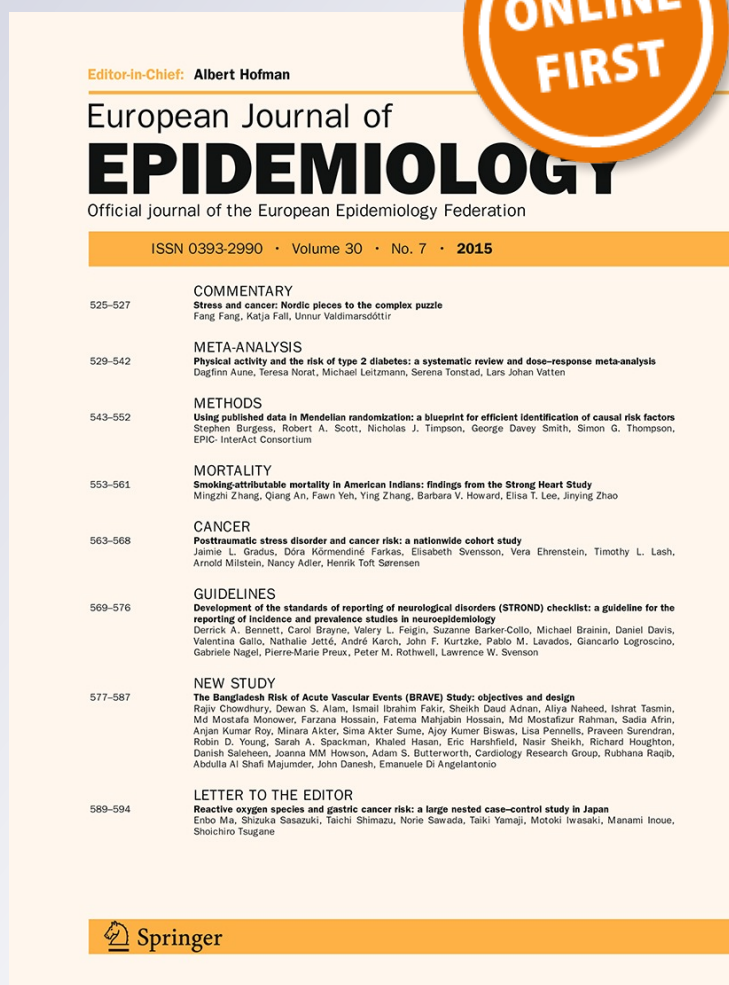 ONLINE
FIRST
Editor-in-Chief: Albert Hofman
European Journal of
EPIDEMIOLOGY
Official journal of the European Epidemiology Federation
ISSN 0393-2990 · Volume 30 · No. 7 · 2015
COMMENTARY
525–527 Stress and cancer: Nordic pieces to the complex puzzle
Fang Fang, Katja Fall, Unnur Valdimarsdóttir
META-ANALYSIS
529–542 Physical activity and the risk of type 2 diabetes: a systematic review and dose–response meta-analysis
Dagfinn Aune, Teresa Norat, Michael Leitzmann, Serena Tonstad, Lars Johan Vatten
METHODS
543–552 Using published data in Mendelian randomization: a blueprint for efficient identification of causal risk factors
Stephen Burgess, Robert A. Scott, Nicholas J. Timpson, George Davey Smith, Simon G. Thompson,
EPIC- InterAct Consortium
MORTALITY
553–561 Smoking-attributable mortality in American Indians: findings from the Strong Heart Study
Mingzhi Zhang, Qiang An, Fawn Yeh, Ying Zhang, Barbara V. Howard, Elisa T. Lee, Jinying Zhao
CANCER
563–568 Posttraumatic stress disorder and cancer risk: a nationwide cohort study
Jaimie L. Gradus, Dóra Körmendiné Farkas, Elisabeth Svensson, Vera Ehrenstein, Timothy L. Lash,
Arnold Milstein, Nancy Adler, Henrik Toft Sørensen
GUIDELINES
569–576 Development of the standards of reporting of neurological disorders (STROND) checklist: a guideline for the
reporting of incidence and prevalence studies in neuroepidemiology
Derrick A. Bennett, Carol Brayne, Valery L. Feigin, Suzanne Barker-Collo, Michael Brainin, Daniel Davis,
Valentina Gallo, Nathalie Jetté, André Karch, John F. Kurtzke, Pablo M. Lavados, Giancarlo Logroscino,
Gabriele Nagel, Pierre-Marie Preux, Peter M. Rothwell, Lawrence W. Svenson
NEW STUDY
577–587 The Bangladesh Risk of Acute Vascular Events (BRAVE) Study: objectives and design
Rajiv Chowdhury, Dewan S. Alam, Ismail Ibrahim Fakir, Sheikh Daud Adnan, Aliya Naheed, Ishrat Tasmin,
Md Mostafa Monower, Farzana Hossain, Fatema Mahjabin Hossain, Md Mostafizur Rahman, Sadia Afrin,
Anjan Kumar Roy, Minara Akter, Sima Akter Sume, Ajoy Kumer Biswas, Lisa Pennells, Praveen Surendran,
Robin D. Young, Sarah A. Spackman, Khaled Hasan, Eric Harshfield, Nasir Sheikh, Richard Houghton,
Danish Saleheen, Joanna MM Howson, Adam S. Butterworth, Cardiology Research Group, Rubhana Raqib,
Abdulla Al Shafi Majumder, John Danesh, Emanuele Di Angelantonio
LETTER TO THE EDITOR
589–594 Reactive oxygen species and gastric cancer risk: a large nested case–control study in Japan
Enbo Ma, Shizuka Sasazuki, Taichi Shimazu, Norie Sawada, Taiki Yamaji, Motoki Iwasaki, Manami Inoue,
Shoichiro Tsugane
Springer